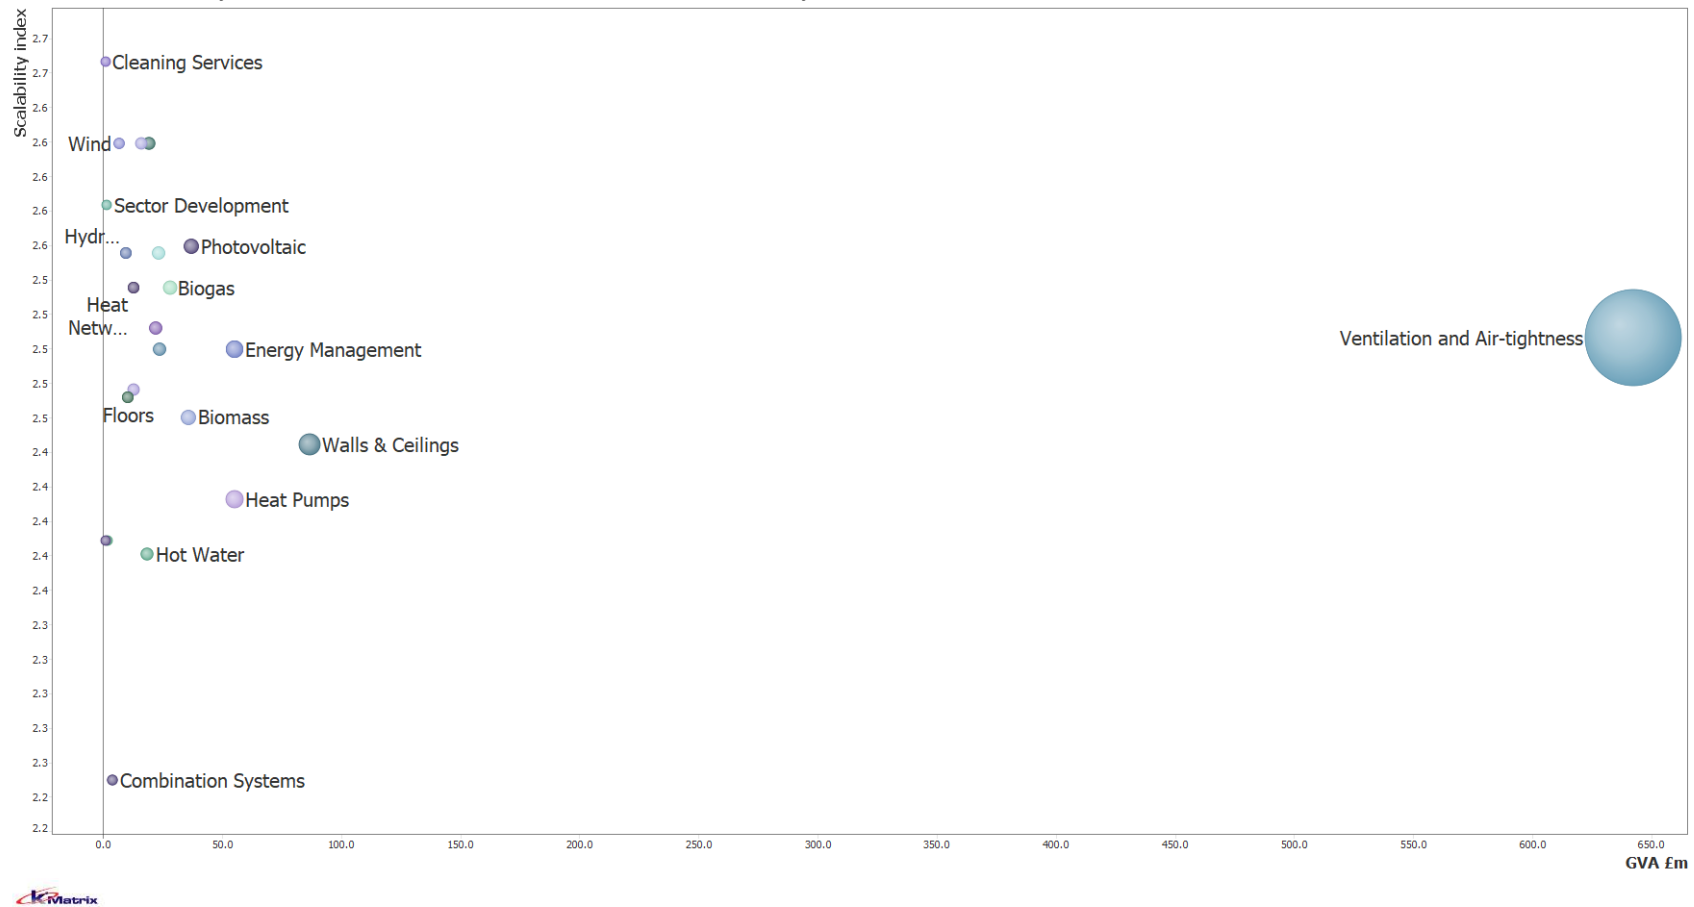 Scalability index
2.7
2.7
2.6
2.6
2.6
2.6
2.6
2.5
2.5
2.5
2.5
2.5
2.4
2.4
2.4
2.4
2.4
2.3
2.3
2.3
2.3
2.3
2.2
2.2
Cleaning Services
Wind
Sector Development
Hydr...
Photovoltaic
Biogas
Heat
Netw...
Ventilation and Air-tightness
Energy Management
Floors
Biomass
Walls & Ceilings
Heat Pumps
Hot Water
Combination Systems
0.0 50.0 100.0 150.0 200.0 250.0 300.0 350.0 400.0 450.0 500.0 550.0 600.0 650.0
GVA £m
kMatrix